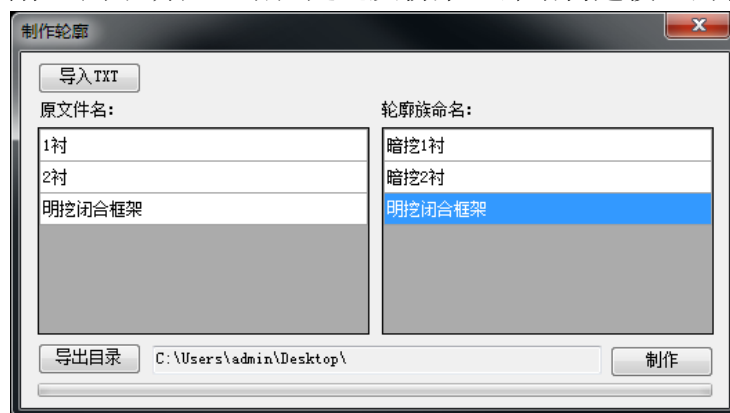 制作轮廓
导入TXT
原文件名:
轮廓族命名:
1衬
暗挖1衬
2衬
暗挖2衬
明挖闭合框架
明挖闭合框架
导出目录
C:\Users\admin\Desktop\
制作